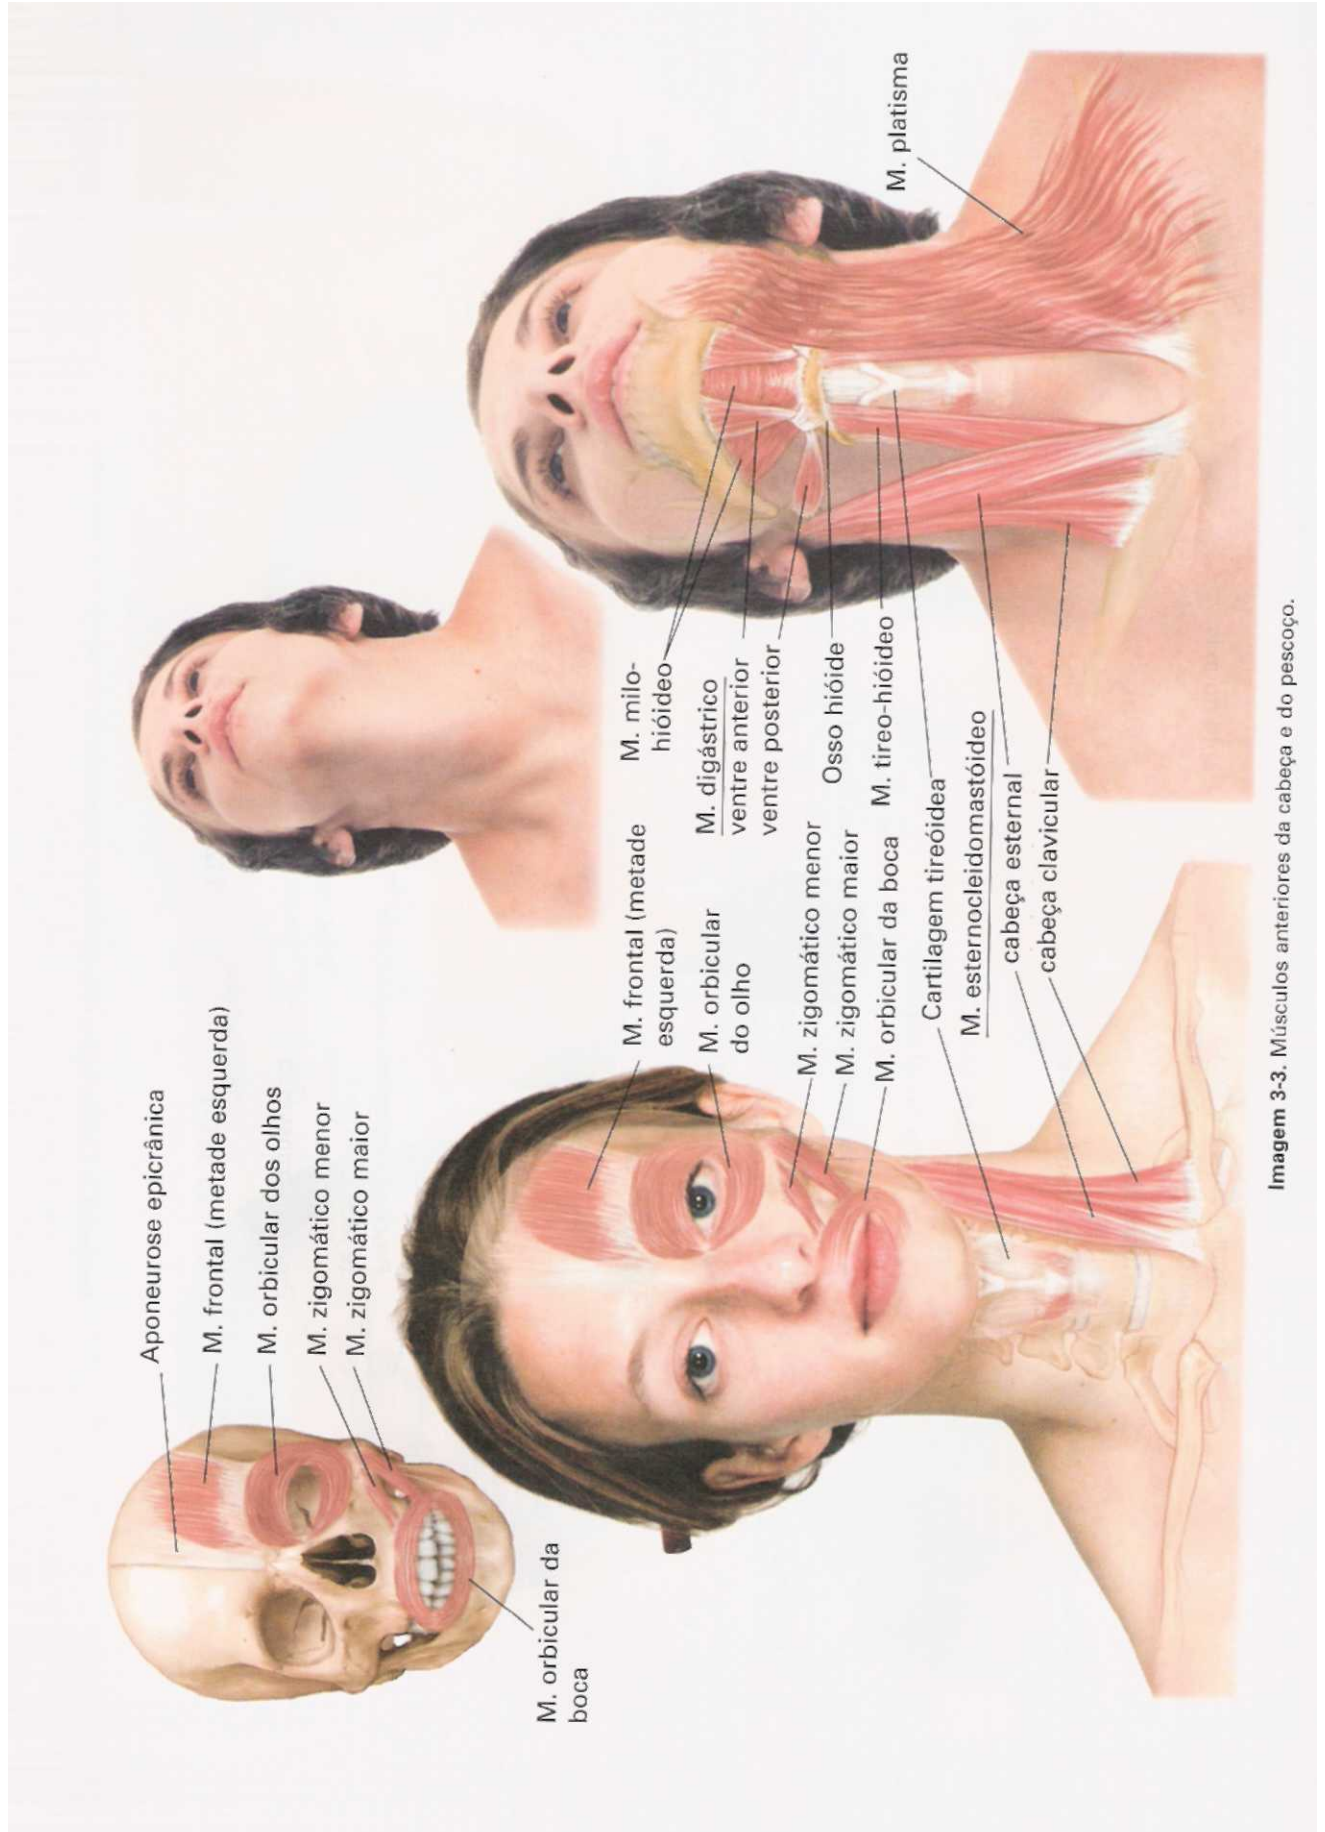 Aponeurose epicrânica
M. frontal (metade esquerda)
M. orbicular dos olhos
M. zigomático menor
M. zigomático maior
M. orbicular da
boca
M. frontal (metade
esquerda)
M. orbicular
do olho
M. zigomático menor
M. zigomático maior
M. orbicular da boca
Cartilagem tireóidea
M. esternocleidomastóideo
cabeça esternal
cabeça clavicular
M. milo-
hióideo
M. digástrico
ventre anterior
ventre posterior
Osso hióide
M. tireo-hióideo
M. platisma
Imagem 3-3. Músculos anteriores da cabeça e do pescoço.